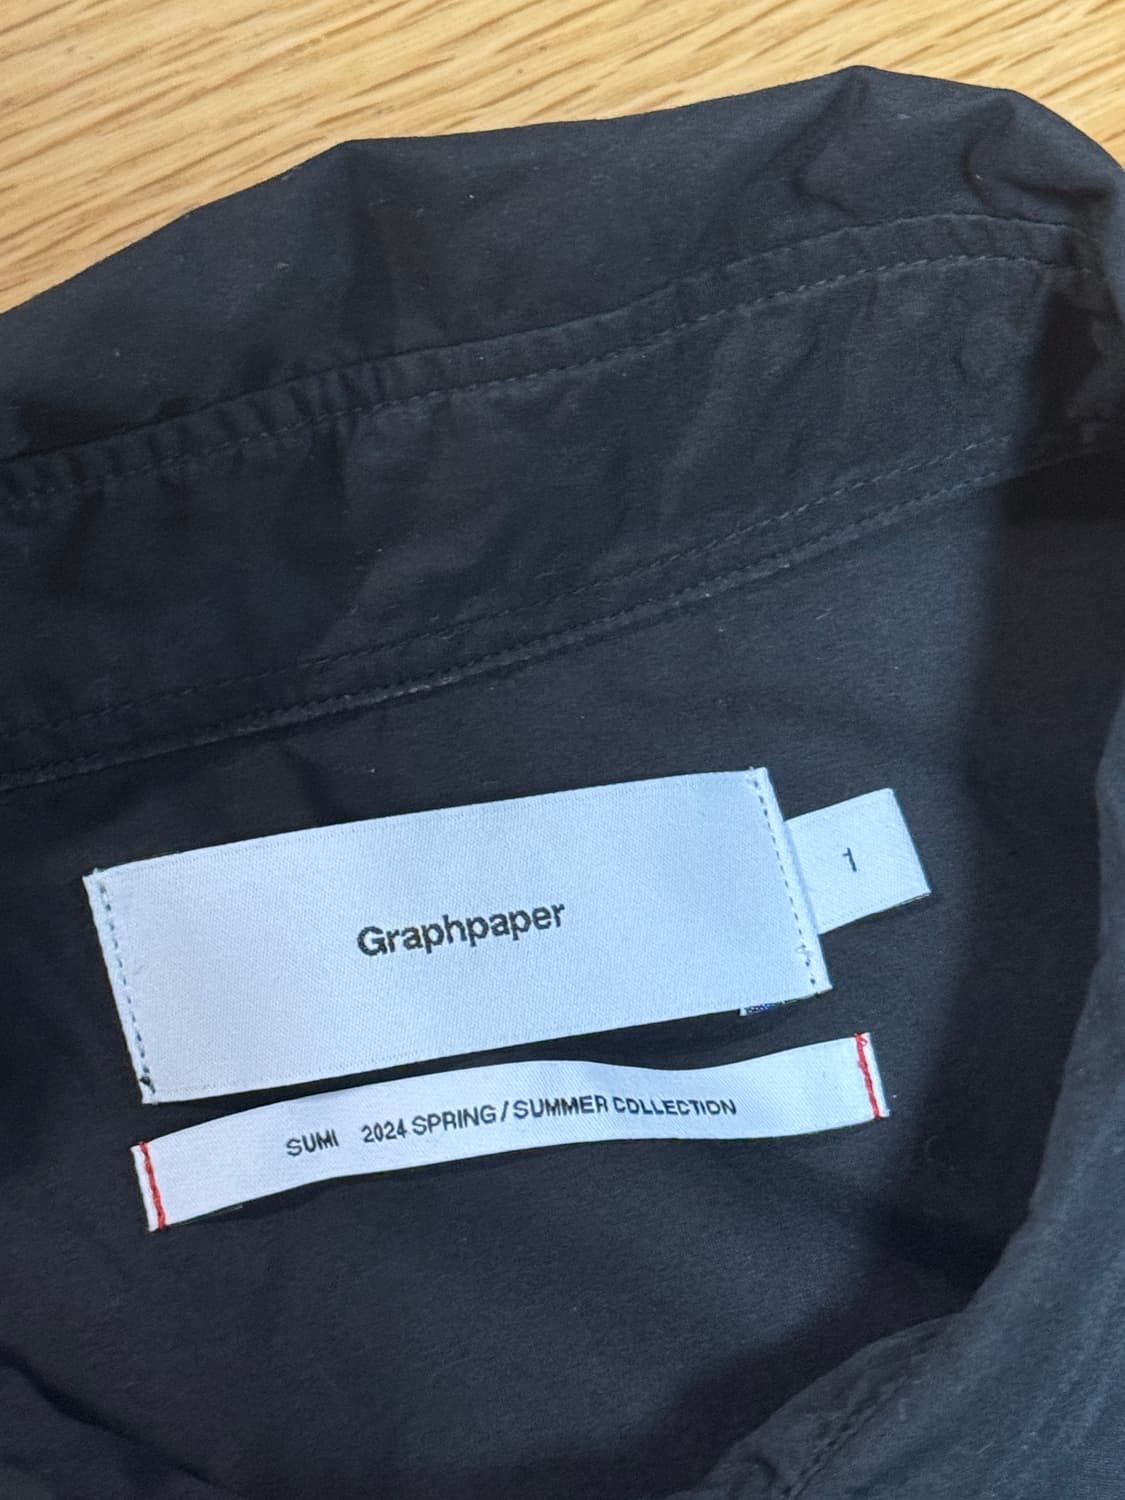 Graphpaper
1
SUMI 2024 SPRING/SUMMER COLLECTION